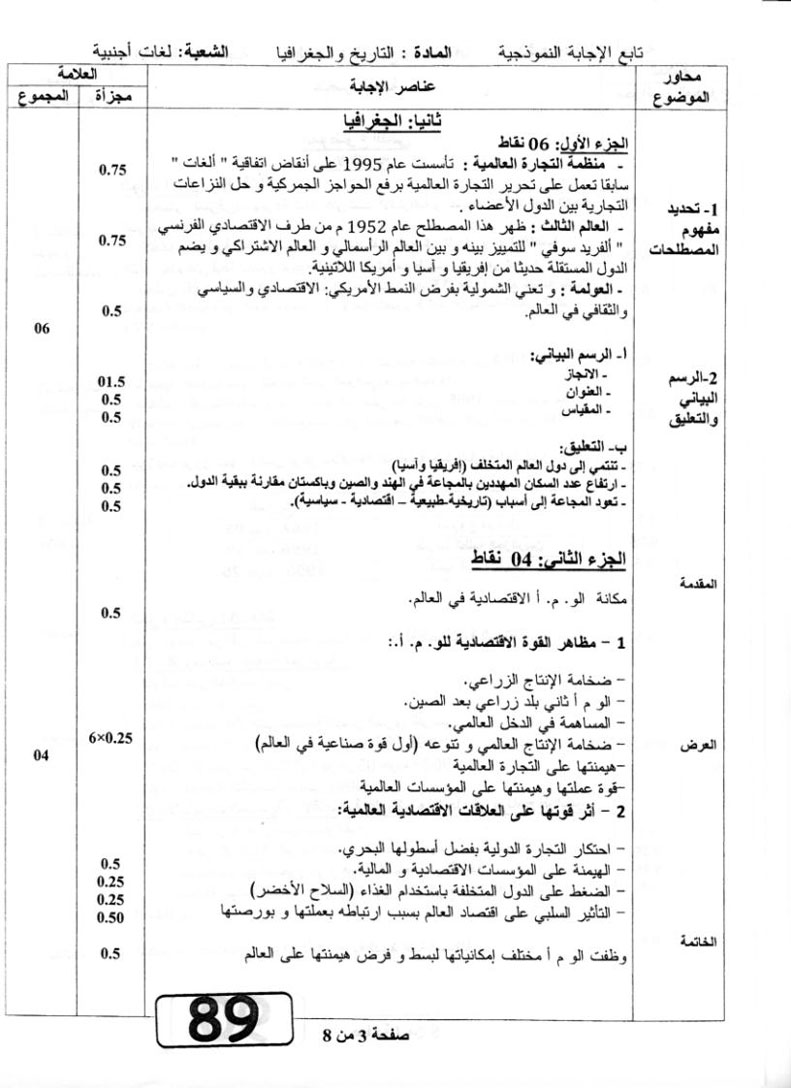 تابع الإجابة النموذجية المادة : التاريخ والجغرافيا الشعبة: لغات أجنبية
محاور الموضوع عناصر الإجابة العلامة
مجزأة المجموع
ثانيا: الجغرافيا
الجزء الأول: 06 نقاط
1- تحديد مفهوم المصطلحات
- منظمة التجارة العالمية : تأسست عام 1995 على أنقاض اتفاقية " ألغات " 0.75
سابقا تعمل على تحرير التجارة العالمية برفع الحواجز الجمركية و حل النزاعات
التجارية بين الدول الأعضاء .
- العالم الثالث : ظهر هذا المصطلح عام 1952 م من طرف الاقتصادي الفرنسي 0.75
" ألفريد سوفي " للتمييز بينه و بين العالم الرأسمالي و العالم الاشتراكي و يضم
الدول المستقلة حديثا من إفريقيا و آسيا و أمريكا اللاتينية.
- العولمة : و تعني الشمولية بفرض النمط الأمريكي: الاقتصادي والسياسي 0.5
والثقافي في العالم.
06
2-الرسم البياني والتعليق
أ- الرسم البياني:
- الانجاز 01.5
- العنوان 0.5
- المقياس 0.5
ب- التعليق:
- تنتمي إلى دول العالم المتخلف (إفريقيا وآسيا) 0.5
- ارتفاع عدد السكان المهددين بالمجاعة في الهند والصين وباكستان مقارنة ببقية الدول. 0.5
- تعود المجاعة إلى أسباب (تاريخية-طبيعية – اقتصادية - سياسية). 0.5
الجزء الثاني: 04 نقاط
المقدمة
مكانة الو. م. أ الاقتصادية في العالم. 0.5
1 - مظاهر القوة الاقتصادية للو. م. أ.:
- ضخامة الإنتاج الزراعي.
- الو م أ ثاني بلد زراعي بعد الصين.
- المساهمة في الدخل العالمي.
العرض
- ضخامة الإنتاج العالمي و تنوعه (أول قوة صناعية في العالم) 6×0.25
04
-هيمنتها على التجارة العالمية
-قوة عملتها وهيمنتها على المؤسسات العالمية
2 - أثر قوتها على العلاقات الاقتصادية العالمية:
- احتكار التجارة الدولية بفضل أسطولها البحري. 0.5
- الهيمنة على المؤسسات الاقتصادية و المالية. 0.25
- الضغط على الدول المتخلفة باستخدام الغذاء (السلاح الأخضر) 0.25
- التأثير السلبي على اقتصاد العالم بسبب ارتباطه بعملتها و بورصتها 0.50
الخاتمة
وظفت الو م أ مختلف إمكانياتها لبسط و فرض هيمنتها على العالم 0.5
89
صفحة 3 من 8